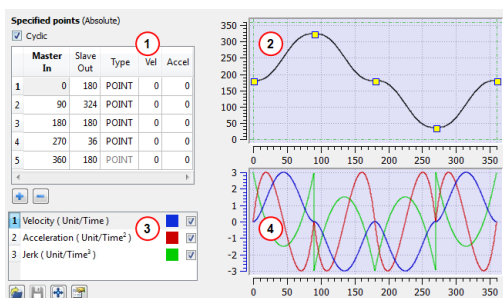 Specified points (Absolute)
Cyclic
1
Master In Slave Out Type Vel Accel
1 0 180 POINT 0 0
2 90 324 POINT 0 0
3 180 180 POINT 0 0
4 270 36 POINT 0 0
5 360 180 POINT 0 0
1 Velocity ( Unit/Time )
2 Acceleration ( Unit/Time² )
3 Jerk ( Unit/Time³ )
3
2
350
300
250
200
150
100
50
0
0 50 100 150 200 250 300 350
4
3
2
1
0
-1
-2
-3
0 50 100 150 200 250 300 350